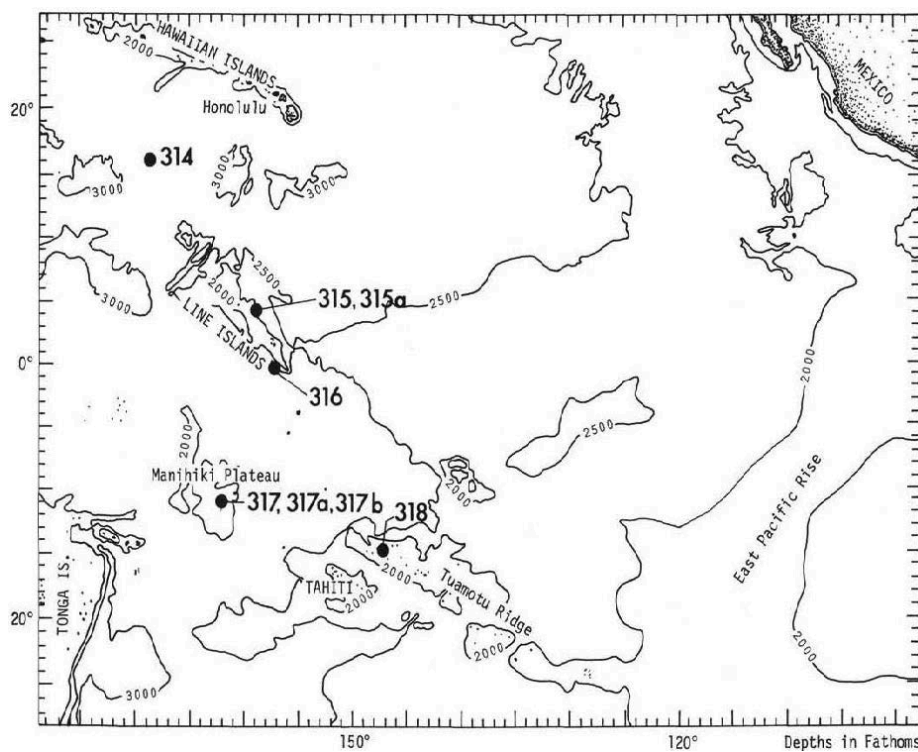 2000
HAWAIIAN ISLANDS
MEXICO
20°
Honolulu
314
3000
3000
3000
3000
2500
2000
315, 315a
2500
LINE ISLANDS
0°
2000
316
2500
2000
Manihiki Plateau
2000
317, 317a, 317b
318
East Pacific Rise
TONGA IS.
TAHITI
2000
2000
Tuamotu Ridge
20°
2000
2000
3000
2000
150°
120°
Depths in Fathoms